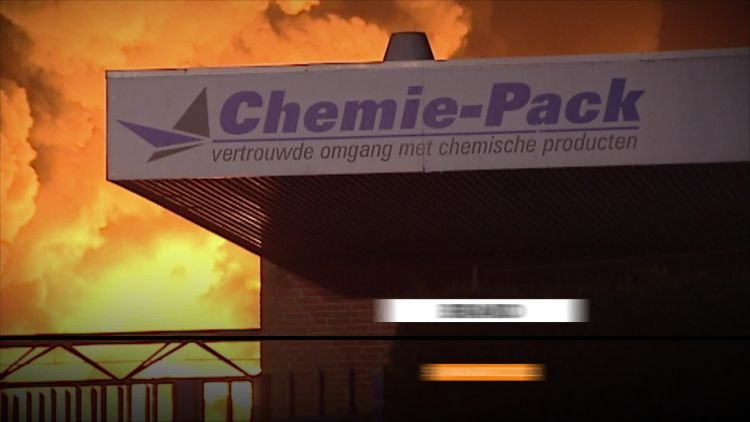 Chemie-Pack
vertrouwde omgang met chemische producten